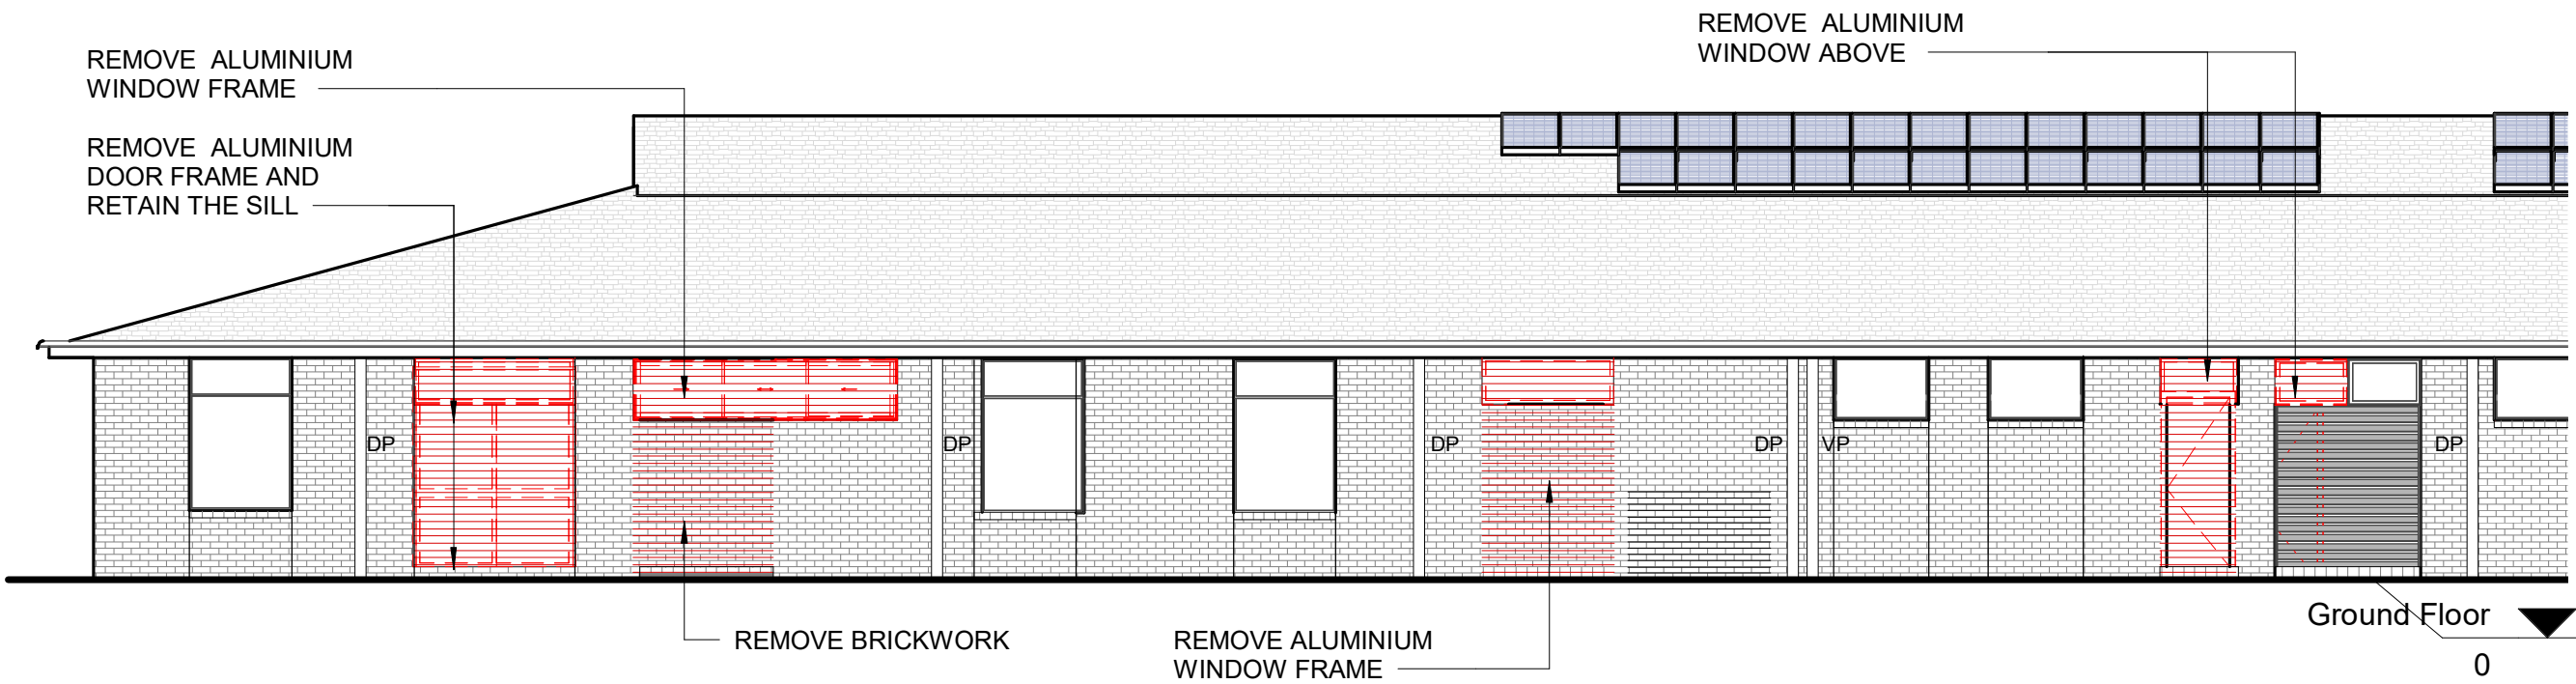 REMOVE ALUMINIUM
WINDOW ABOVE
REMOVE ALUMINIUM
WINDOW FRAME
REMOVE ALUMINIUM
DOOR FRAME AND
RETAIN THE SILL
DP
DP
DP
DP
VP
DP
Ground Floor
0
REMOVE BRICKWORK
REMOVE ALUMINIUM
WINDOW FRAME